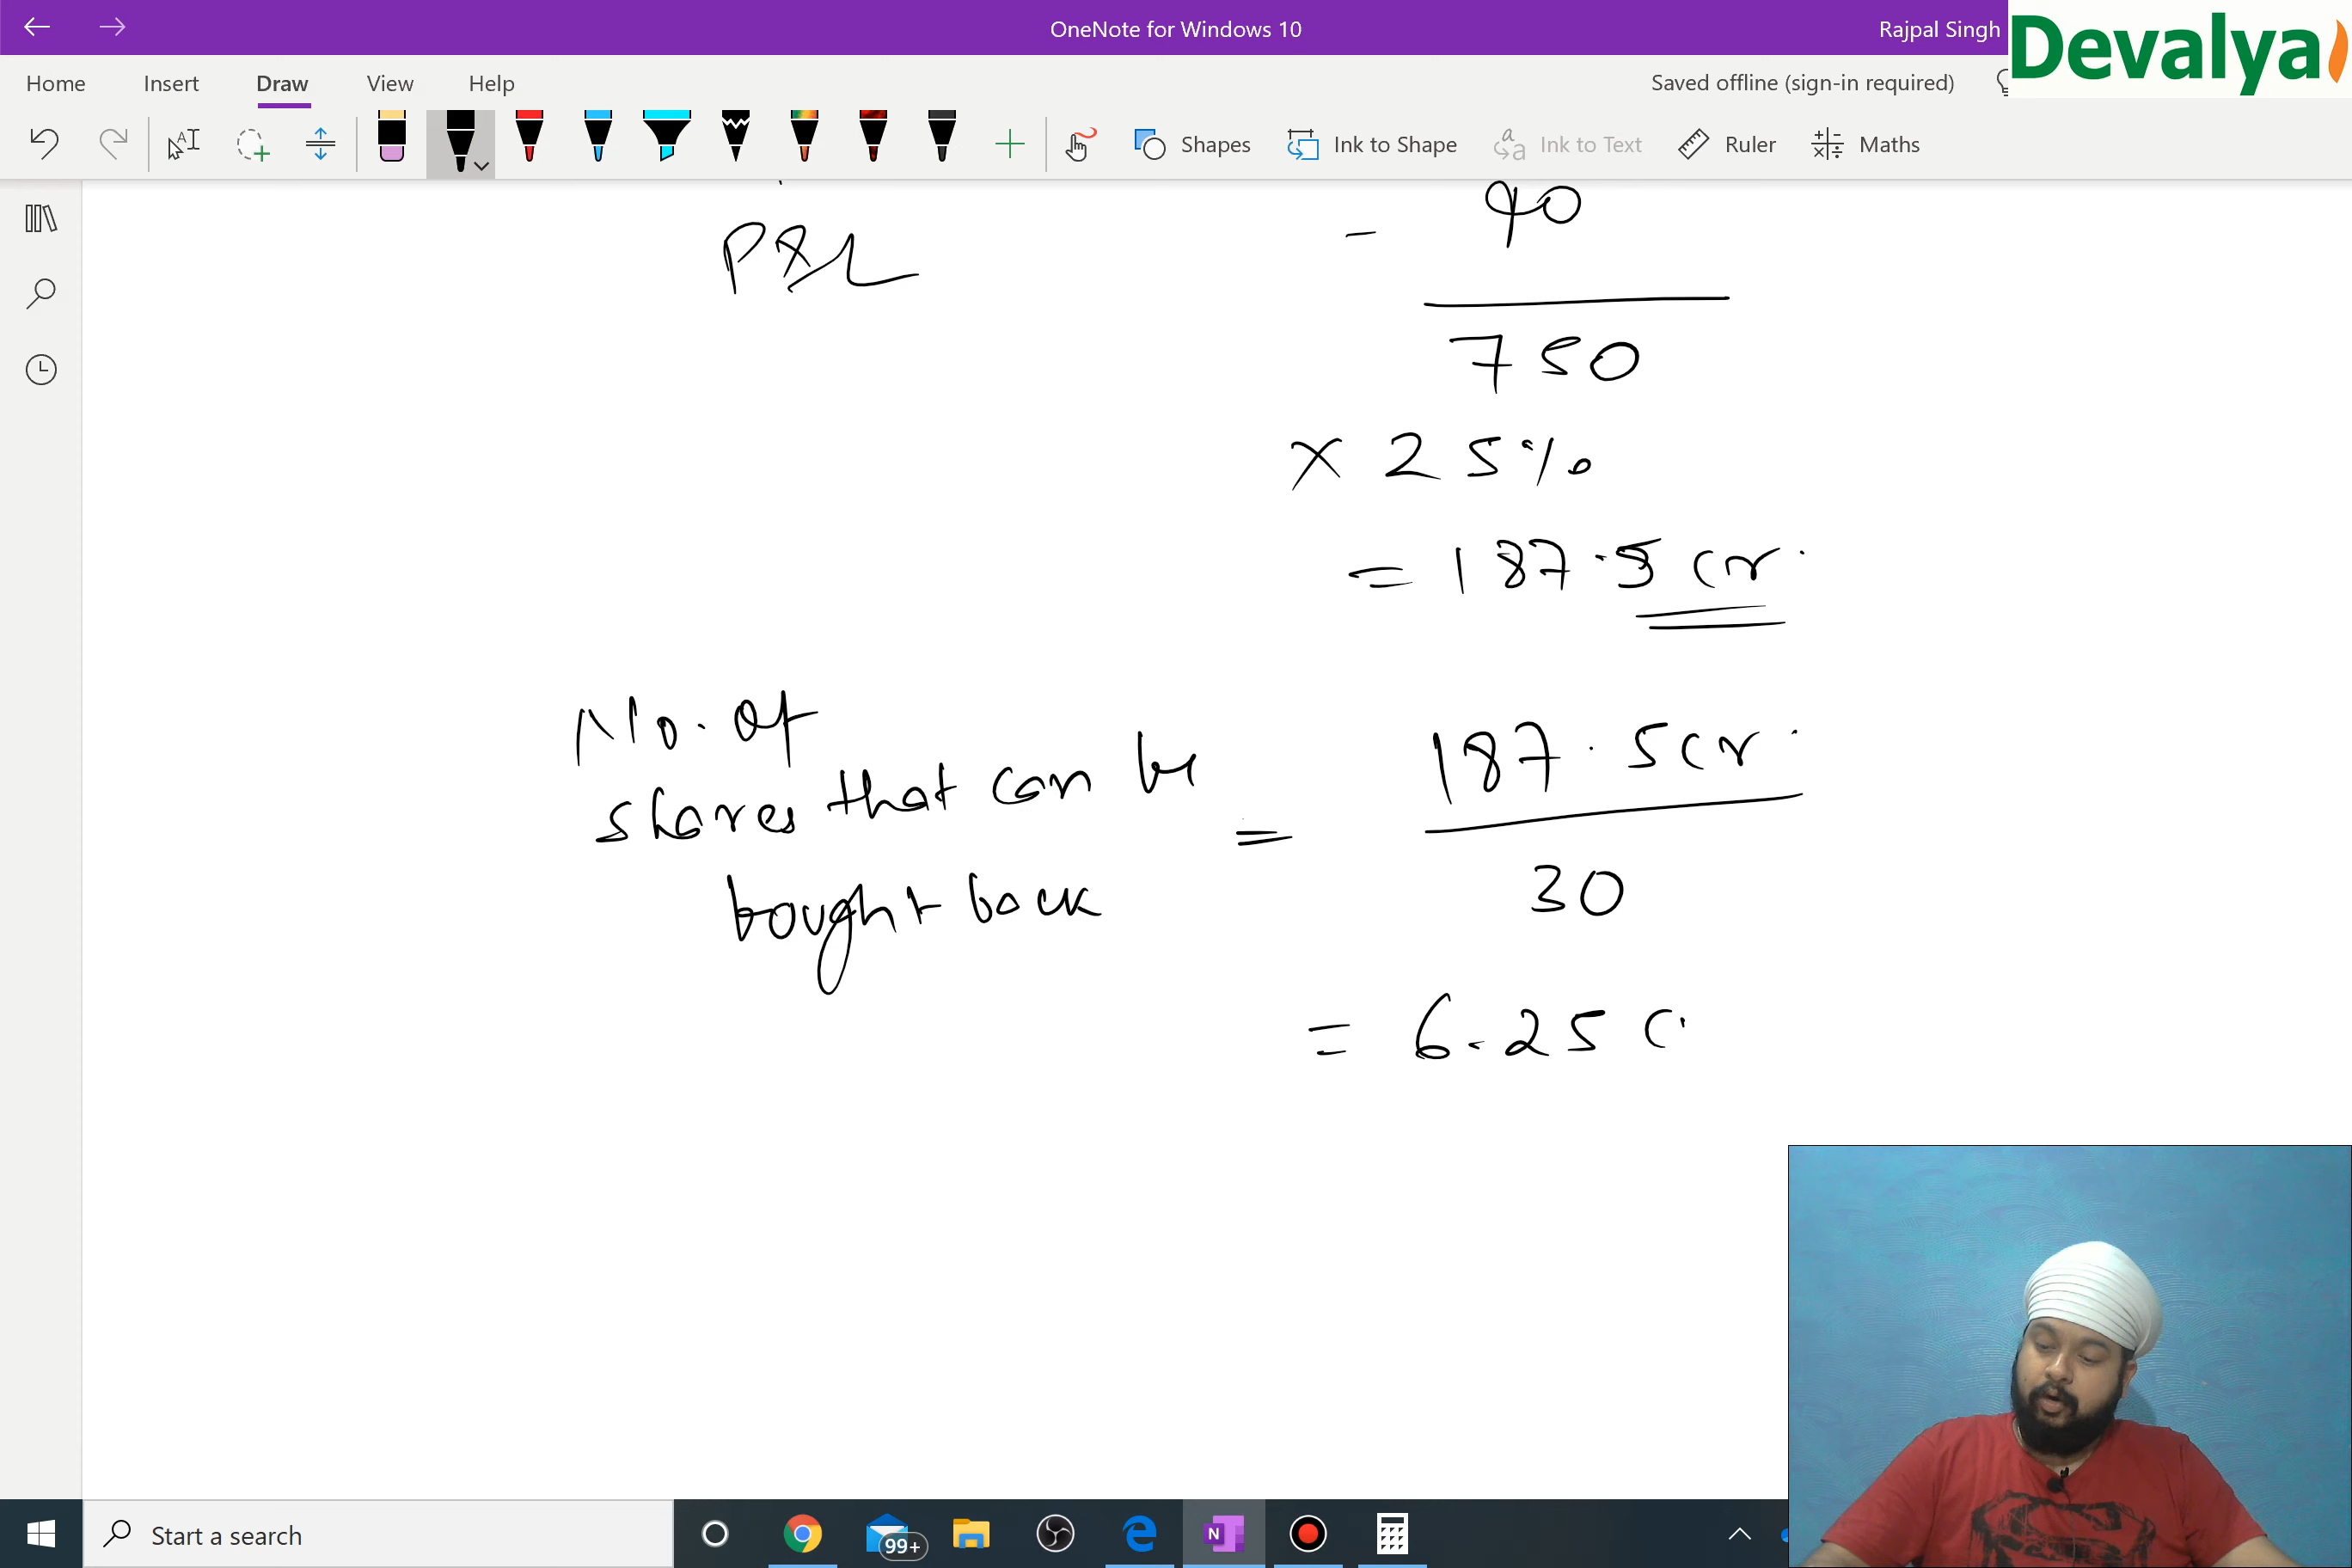 OneNote for Windows 10
Rajpal Singh
Devalya
Home Insert Draw View Help
Saved offline (sign-in required)
Shapes Ink to Shape Ink to Text Ruler Maths
P&L
- 90
750
× 25%
= 187.5 cr.
No. of
shares that can be
bought back
= 187.5 cr.
30
= 6.25 C
Start a search
99+